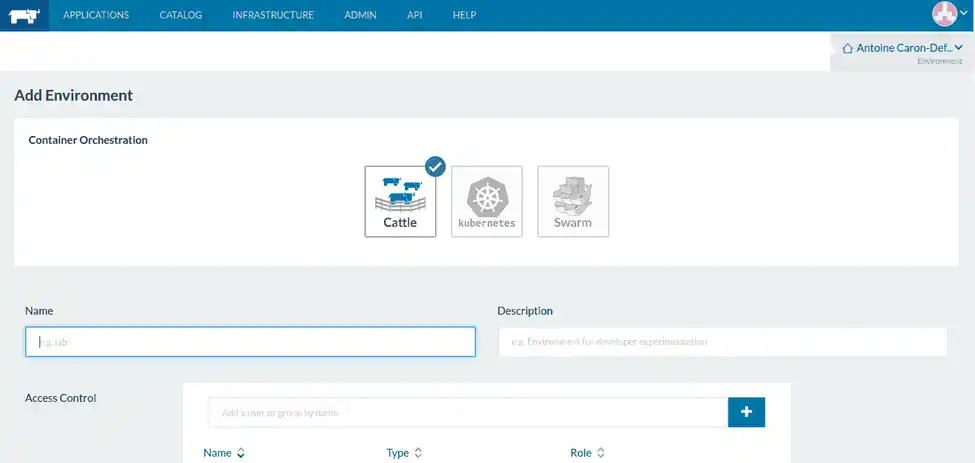 APPLICATIONS CATALOG INFRASTRUCTURE ADMIN API HELP
Antoine Caron-Def...
Environment
Add Environment
Container Orchestration
Cattle kubernetes Swarm
Name Description
e.g. lab e.g. Environment for developer experimentation
Access Control
Add a user or group by name
Name Type Role